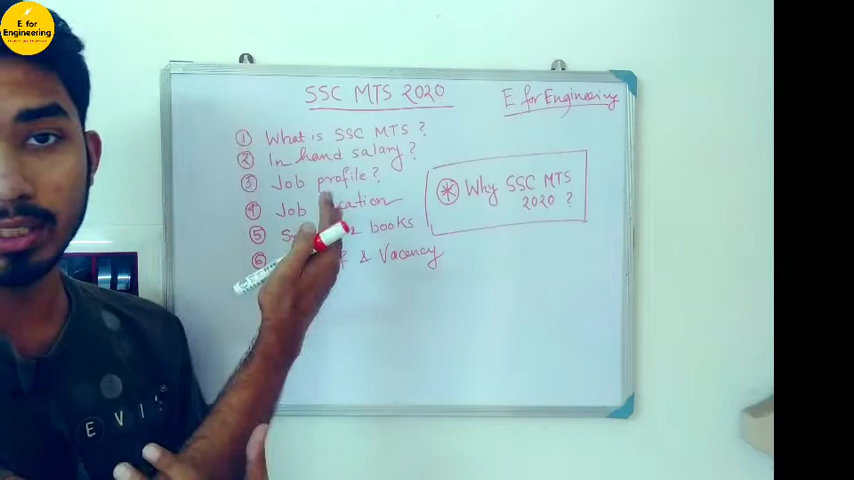 E for
Engineering
SSC MTS 2020
E for Engineering
① What is SSC MTS ?
② In hand salary ?
③ Job profile ?
④ Job
⑤ & books
⑥ & Vacency
✱ Why SSC MTS
2020 ?